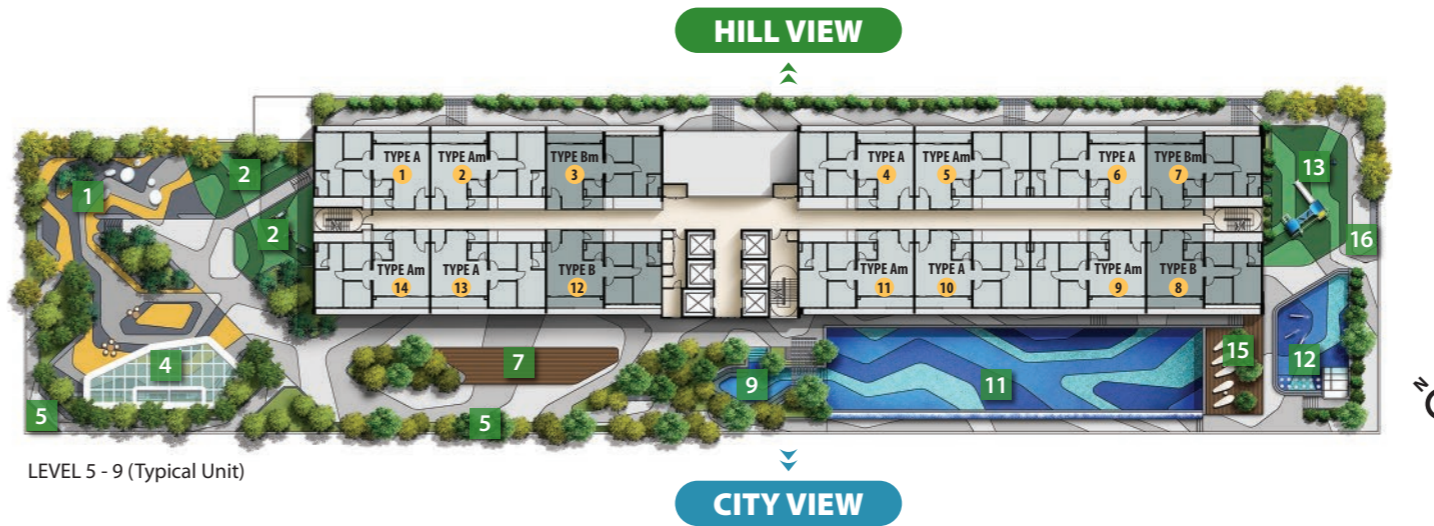 HILL VIEW
TYPE A
1
TYPE Am
2
TYPE Bm
3
TYPE A
4
TYPE Am
5
TYPE A
6
TYPE Bm
7
1
2
2
13
16
TYPE Am
14
TYPE A
13
TYPE B
12
TYPE Am
11
TYPE A
10
TYPE Am
9
TYPE B
8
4
7
9
11
15
12
5
5
N
LEVEL 5 - 9 (Typical Unit)
CITY VIEW